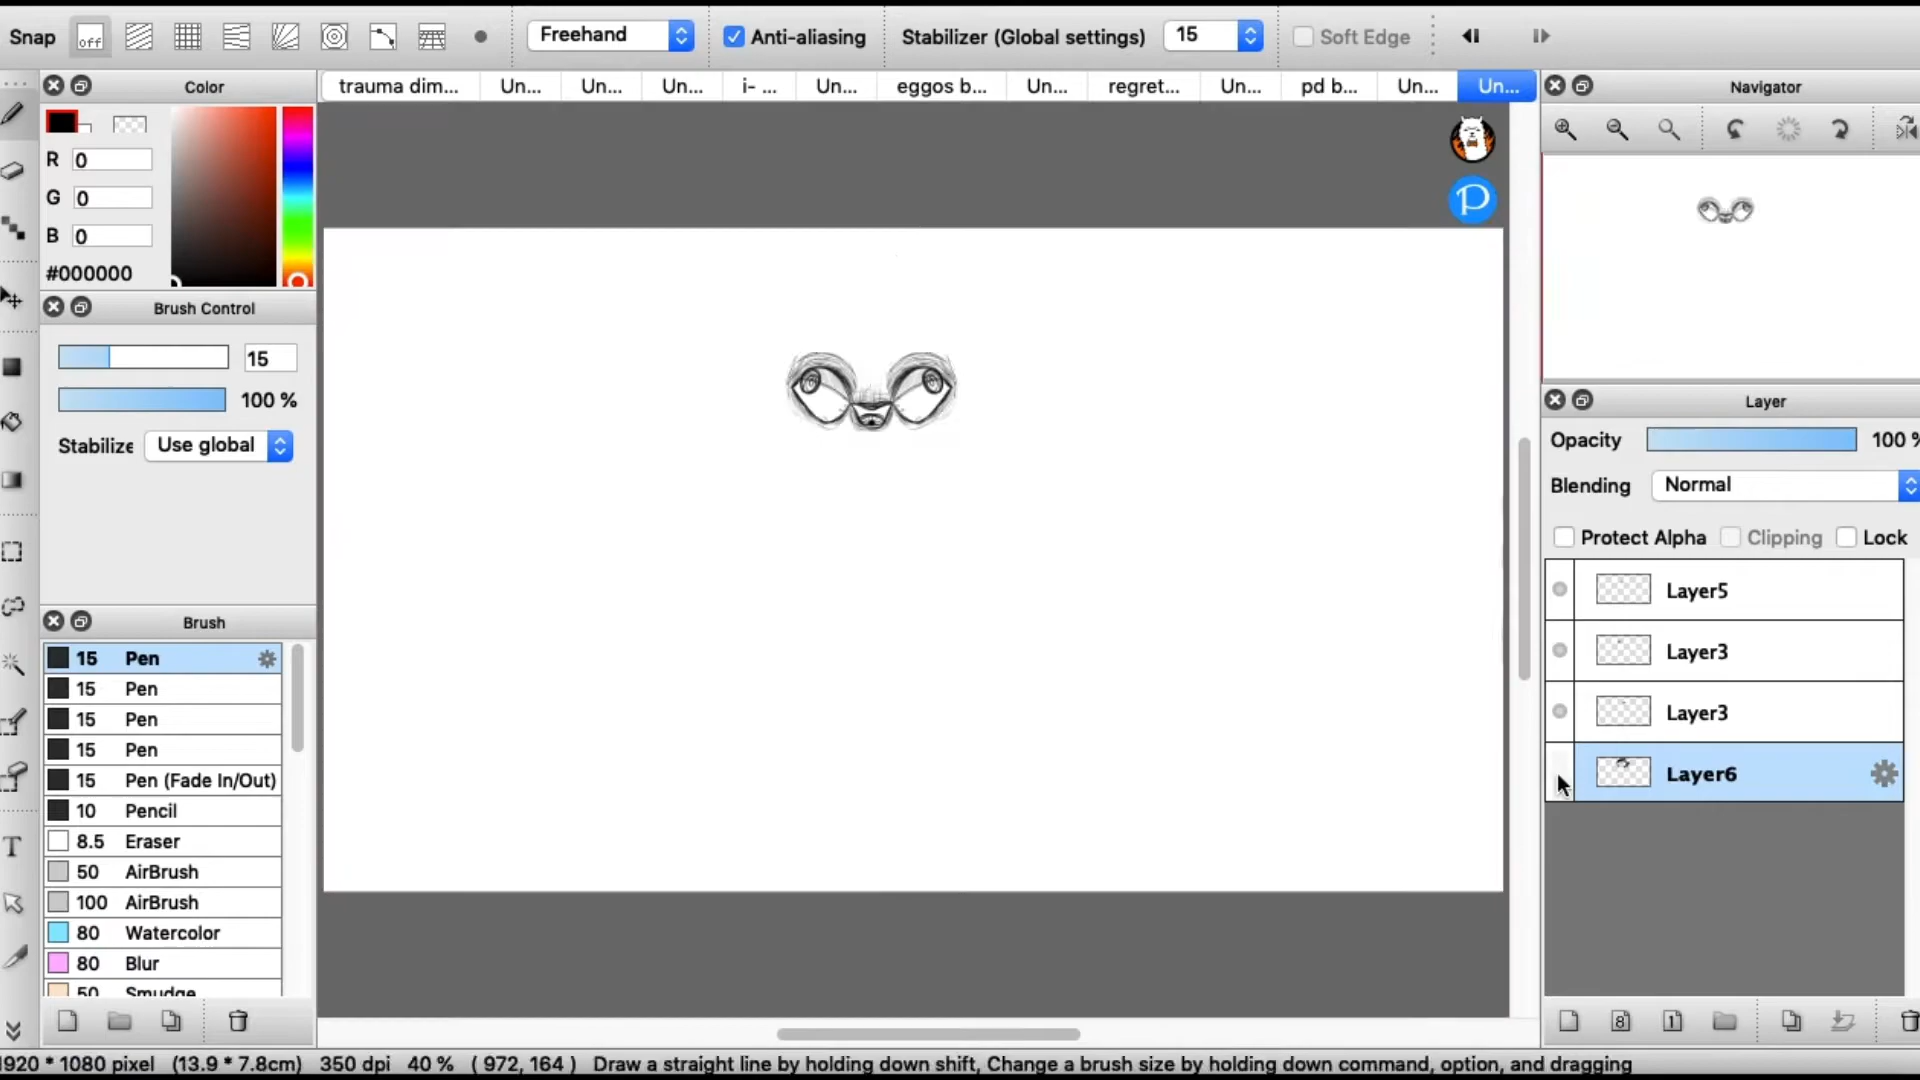 Snap off Freehand Anti-aliasing Stabilizer (Global settings) 15 Soft Edge
Color
R 0
G 0
B 0
#000000
Brush Control
15
100 %
Stabilize Use global
Brush
15 Pen
15 Pen
15 Pen
15 Pen
15 Pen (Fade In/Out)
10 Pencil
8.5 Eraser
50 AirBrush
100 AirBrush
80 Watercolor
80 Blur
50 Smudge
T
trauma dim... Un... Un... Un... i- ... Un... eggos b... Un... regret... Un... pd b... Un... Un...
P
Navigator
Layer
Opacity 100 %
Blending Normal
Protect Alpha Clipping Lock
Layer5
Layer3
Layer3
Layer6
8 1
1920 * 1080 pixel (13.9 * 7.8cm) 350 dpi 40 % ( 972, 164 ) Draw a straight line by holding down shift, Change a brush size by holding down command, option, and dragging